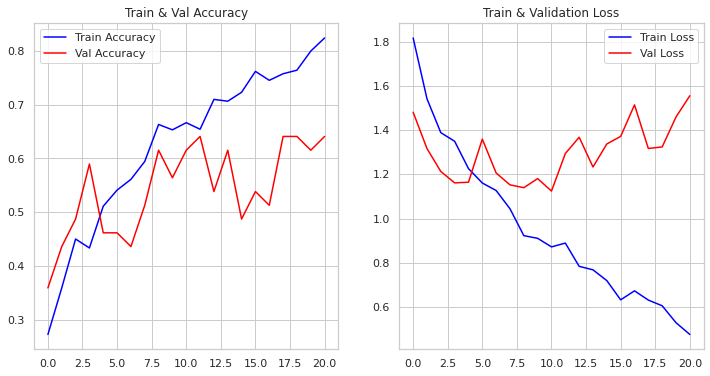 Train & Val Accuracy
Train Accuracy
Val Accuracy
0.8
0.7
0.6
0.5
0.4
0.3
0.0 2.5 5.0 7.5 10.0 12.5 15.0 17.5 20.0
Train & Validation Loss
Train Loss
Val Loss
1.8
1.6
1.4
1.2
1.0
0.8
0.6
0.0 2.5 5.0 7.5 10.0 12.5 15.0 17.5 20.0